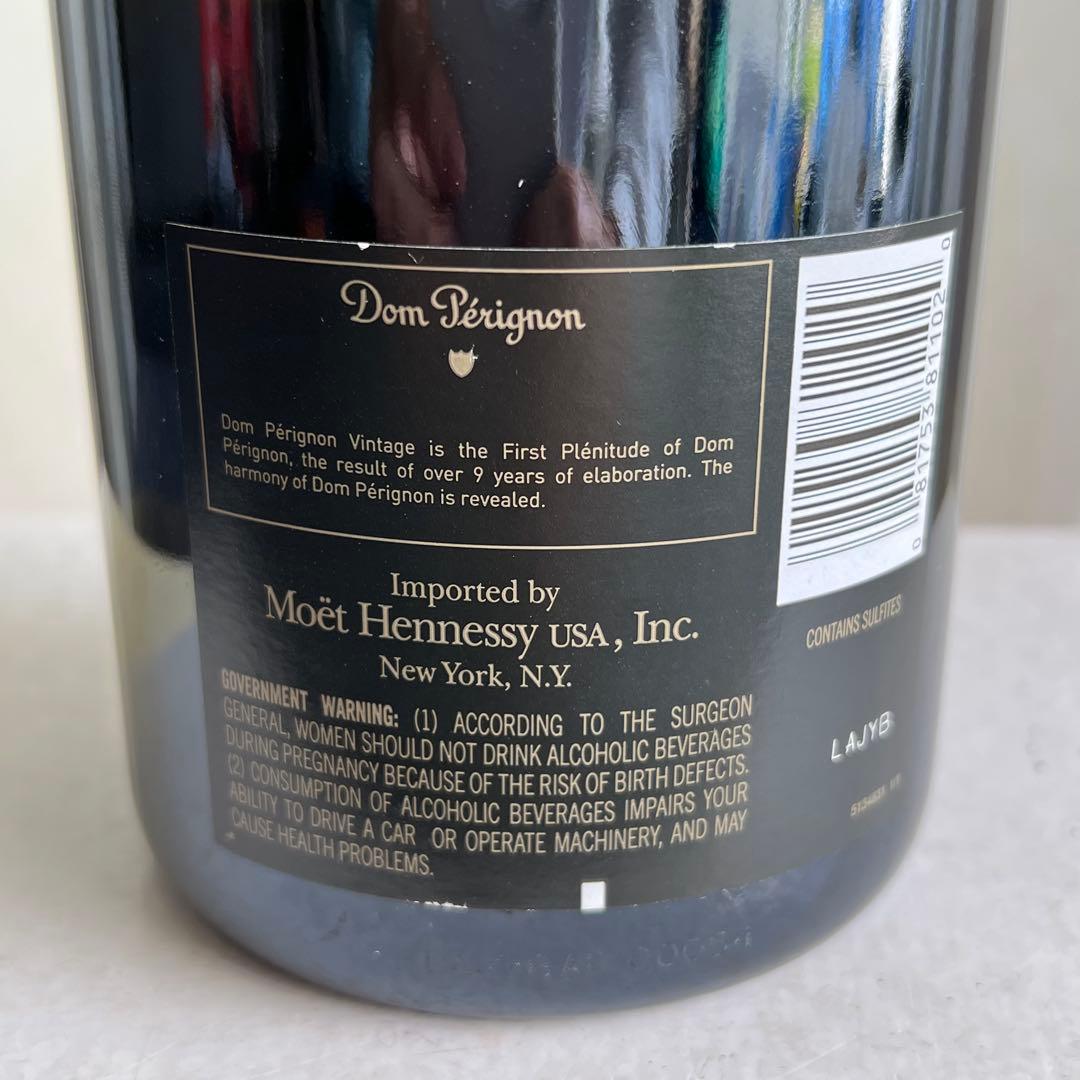 Dom Pérignon
Dom Pérignon Vintage is the First Plénitude of Dom
Pérignon, the result of over 9 years of elaboration. The
harmony of Dom Pérignon is revealed.
Imported by
Moët Hennessy USA, Inc.
New York, N.Y.
GOVERNMENT WARNING: (1) ACCORDING TO THE SURGEON
GENERAL, WOMEN SHOULD NOT DRINK ALCOHOLIC BEVERAGES
DURING PREGNANCY BECAUSE OF THE RISK OF BIRTH DEFECTS.
(2) CONSUMPTION OF ALCOHOLIC BEVERAGES IMPAIRS YOUR
ABILITY TO DRIVE A CAR OR OPERATE MACHINERY, AND MAY
CAUSE HEALTH PROBLEMS.
0 81753 81102 0
CONTAINS SULFITES
LAJYB